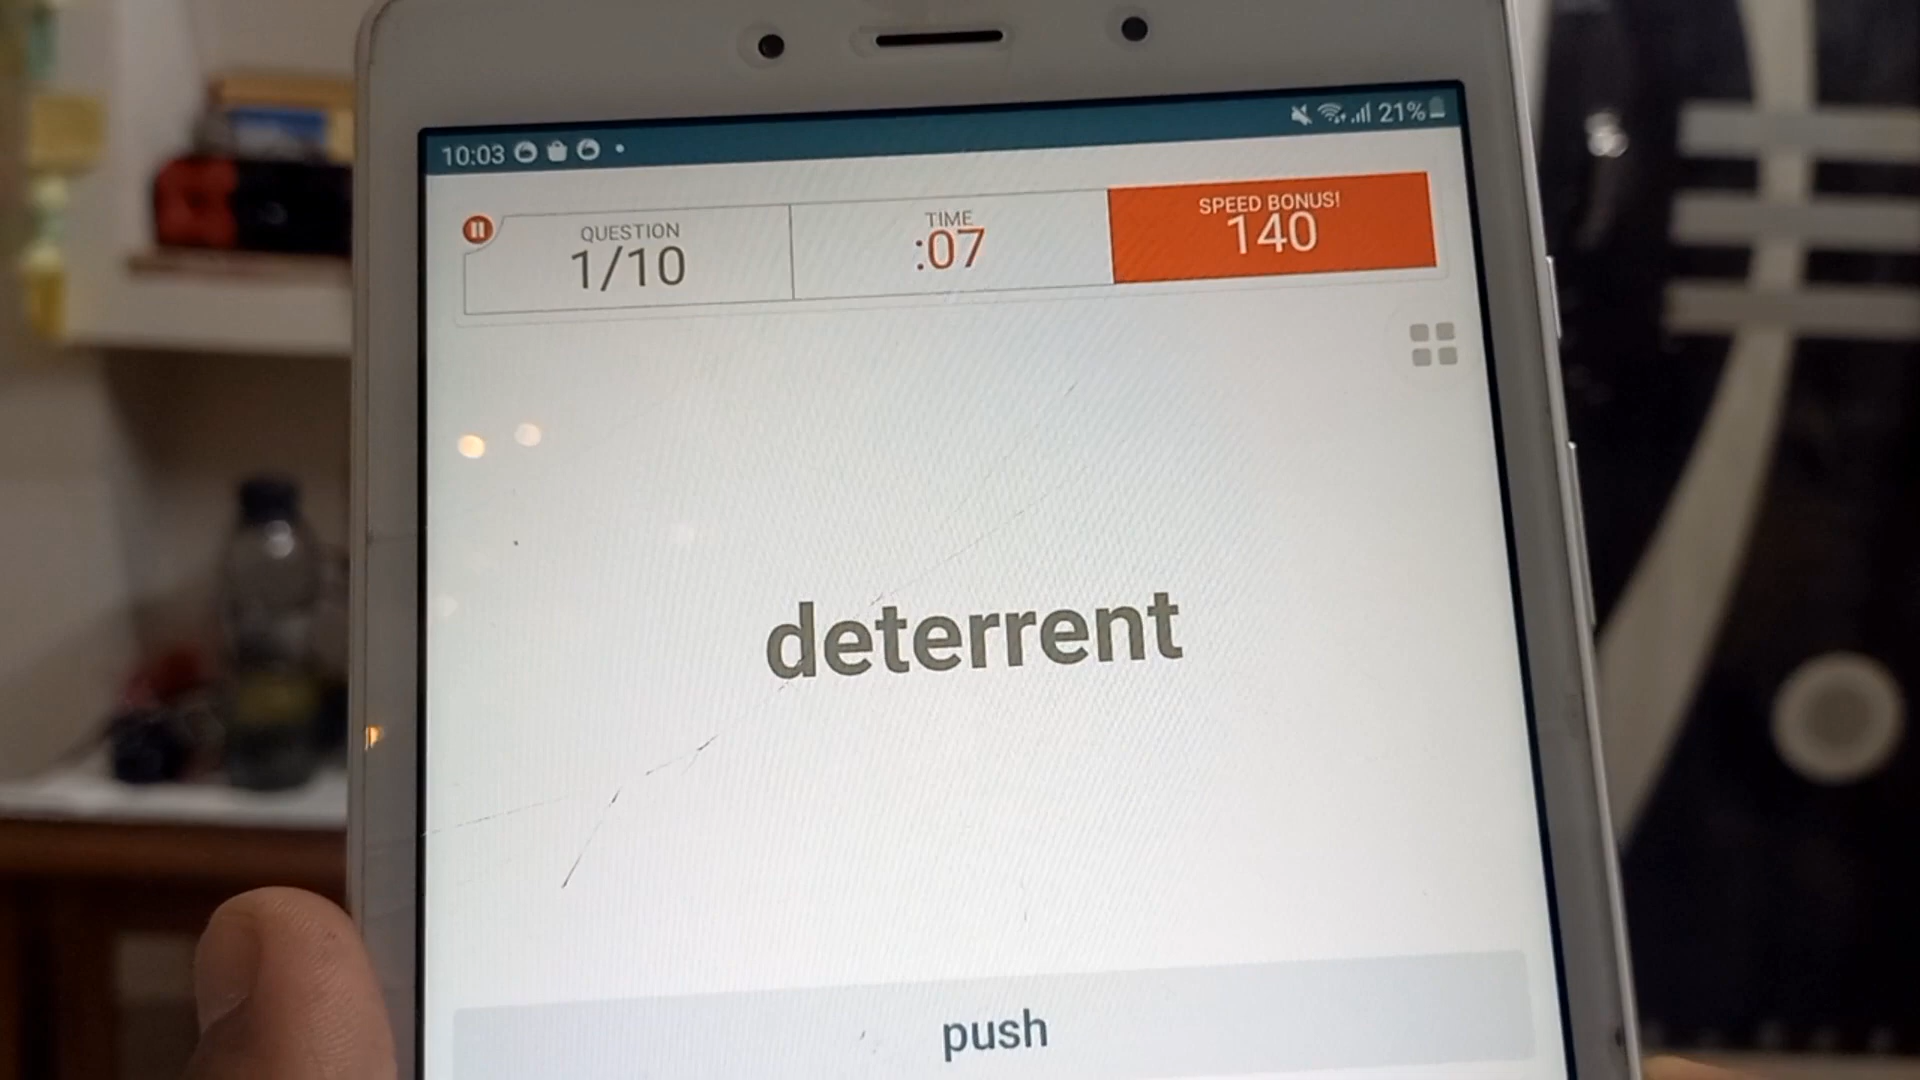 10:03
21%
QUESTION
1/10
TIME
:07
SPEED BONUS!
140
deterrent
push